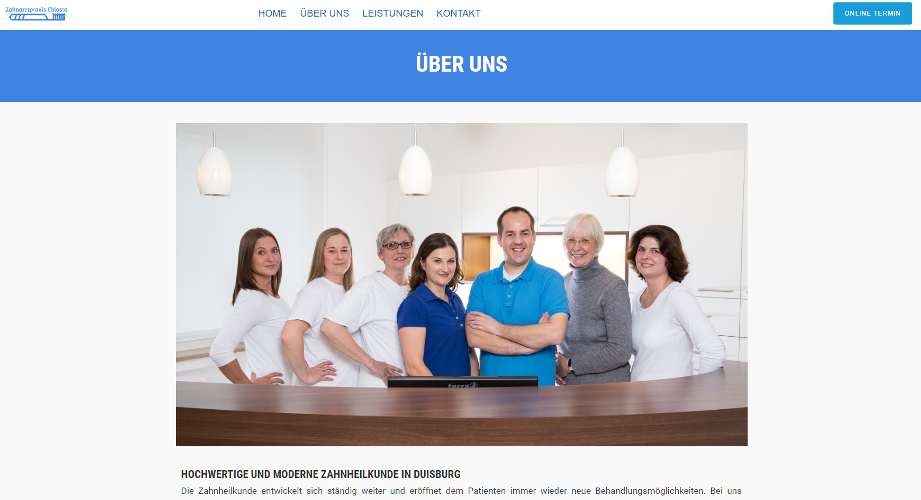 Zahnarztpraxis Chlosta
HOME ÜBER UNS LEISTUNGEN KONTAKT
ONLINE TERMIN
ÜBER UNS
terra
HOCHWERTIGE UND MODERNE ZAHNHEILKUNDE IN DUISBURG
Die Zahnheilkunde entwickelt sich ständig weiter und eröffnet dem Patienten immer wieder neue Behandlungsmöglichkeiten. Bei uns